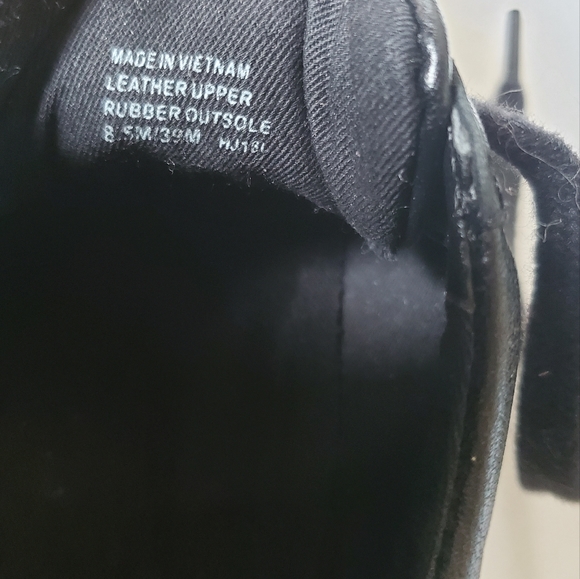 MADE IN VIETNAM
LEATHER UPPER
RUBBER OUTSOLE
8.5M/39M